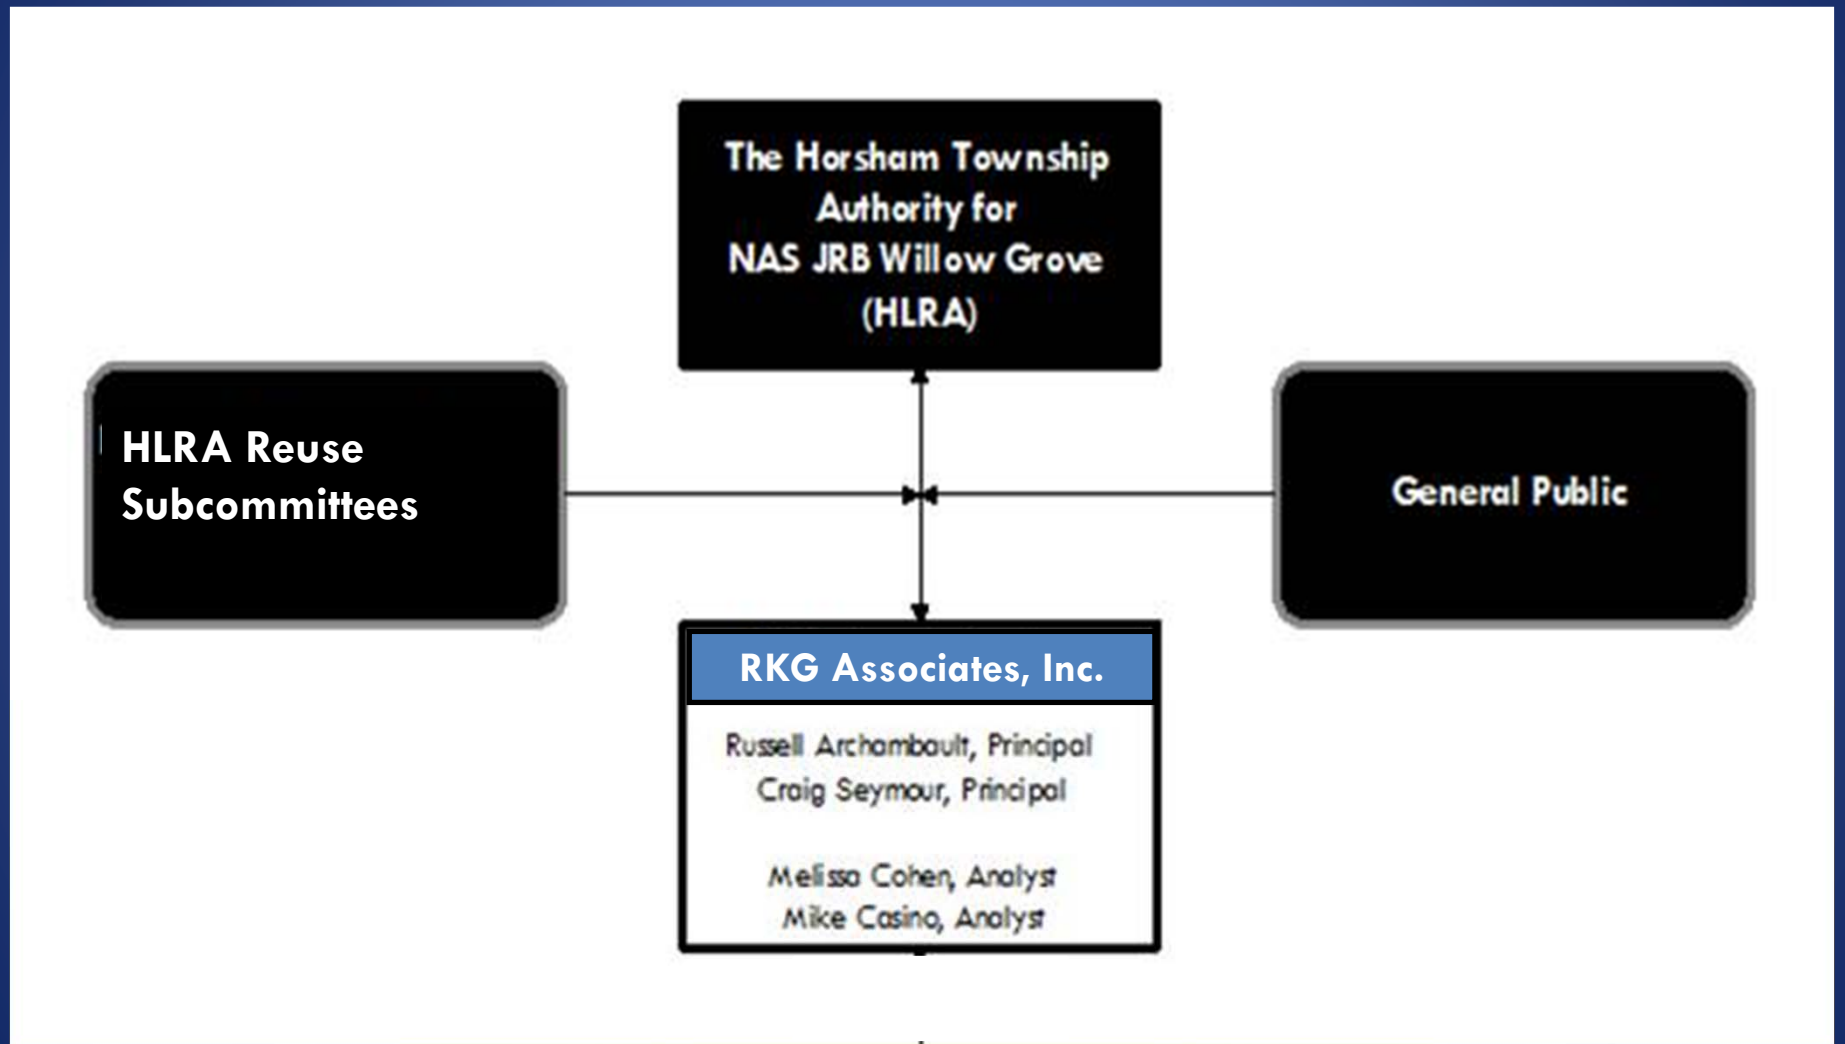 The Horsham Township
Authority for
NAS JRB Willow Grove
(HLRA)
HLRA Reuse
Subcommittees
General Public
RKG Associates, Inc.
Russell Archambault, Principal
Craig Seymour, Principal
Melissa Cohen, Analyst
Mike Casino, Analyst